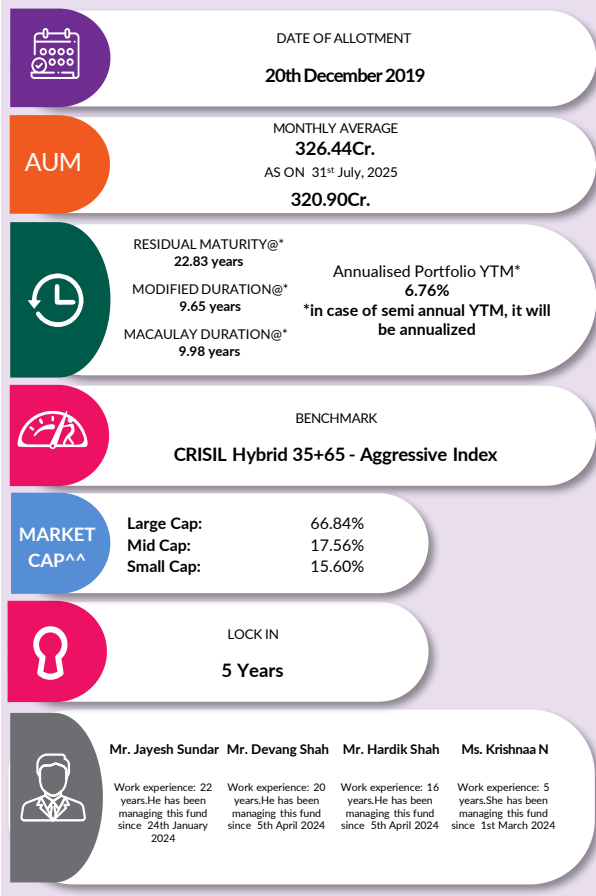 DATE OF ALLOTMENT
20th December 2019
AUM
MONTHLY AVERAGE
326.44Cr.
AS ON 31st July, 2025
320.90Cr.
RESIDUAL MATURITY@*
22.83 years
MODIFIED DURATION@*
9.65 years
MACAULAY DURATION@*
9.98 years
Annualised Portfolio YTM*
6.76%
*in case of semi annual YTM, it will
be annualized
BENCHMARK
CRISIL Hybrid 35+65 - Aggressive Index
MARKET
CAP^^
Large Cap: 66.84%
Mid Cap: 17.56%
Small Cap: 15.60%
LOCK IN
5 Years
Mr. Jayesh Sundar
Work experience: 22
years.He has been
managing this fund
since 24th January
2024
Mr. Devang Shah
Work experience: 20
years.He has been
managing this fund
since 5th April 2024
Mr. Hardik Shah
Work experience: 16
years.He has been
managing this fund
since 5th April 2024
Ms. Krishnaa N
Work experience: 5
years.She has been
managing this fund
since 1st March 2024